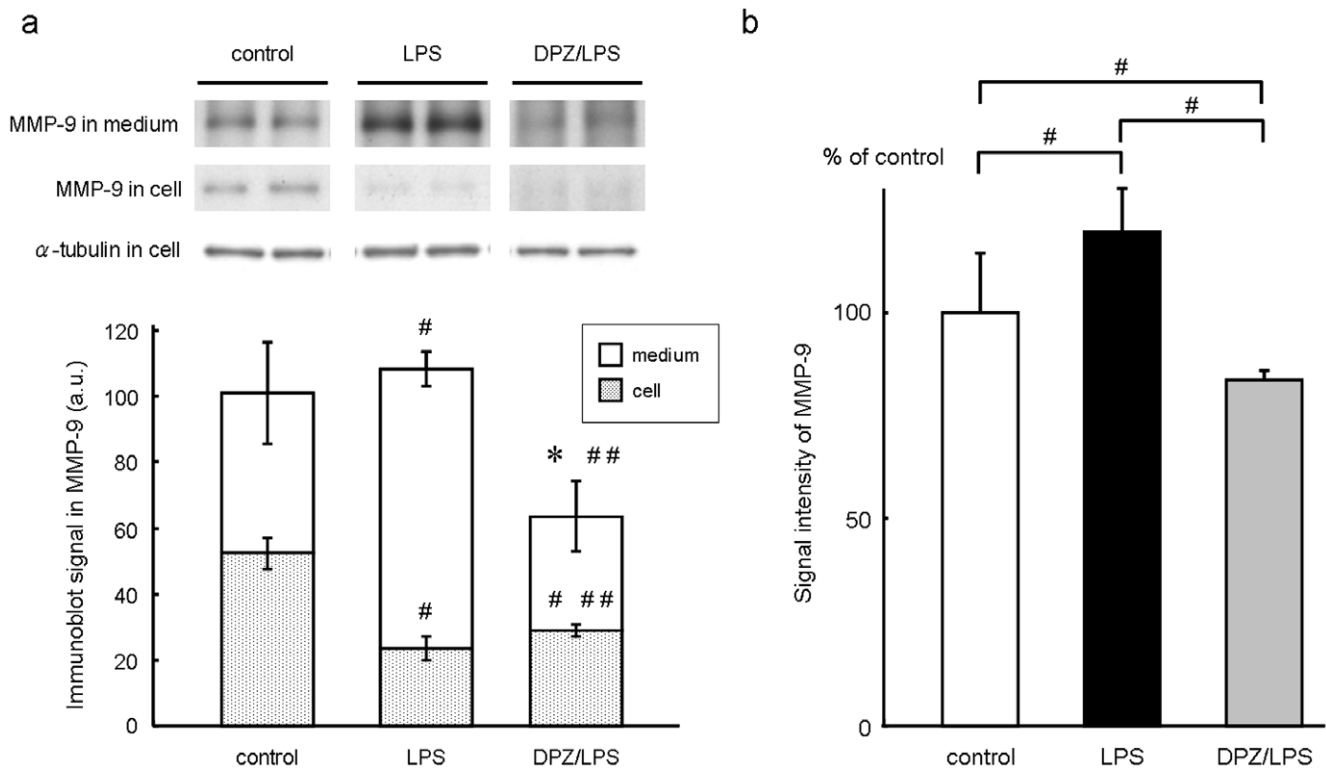 a
control LPS DPZ/LPS
MMP-9 in medium
MMP-9 in cell
α-tubulin in cell
Immunoblot signal in MMP-9 (a.u.)
120
100
80
60
40
20
0
#
* ##
#
# ##
medium
cell
control LPS DPZ/LPS
b
#
#
#
% of control
Signal intensity of MMP-9
100
50
0
control LPS DPZ/LPS